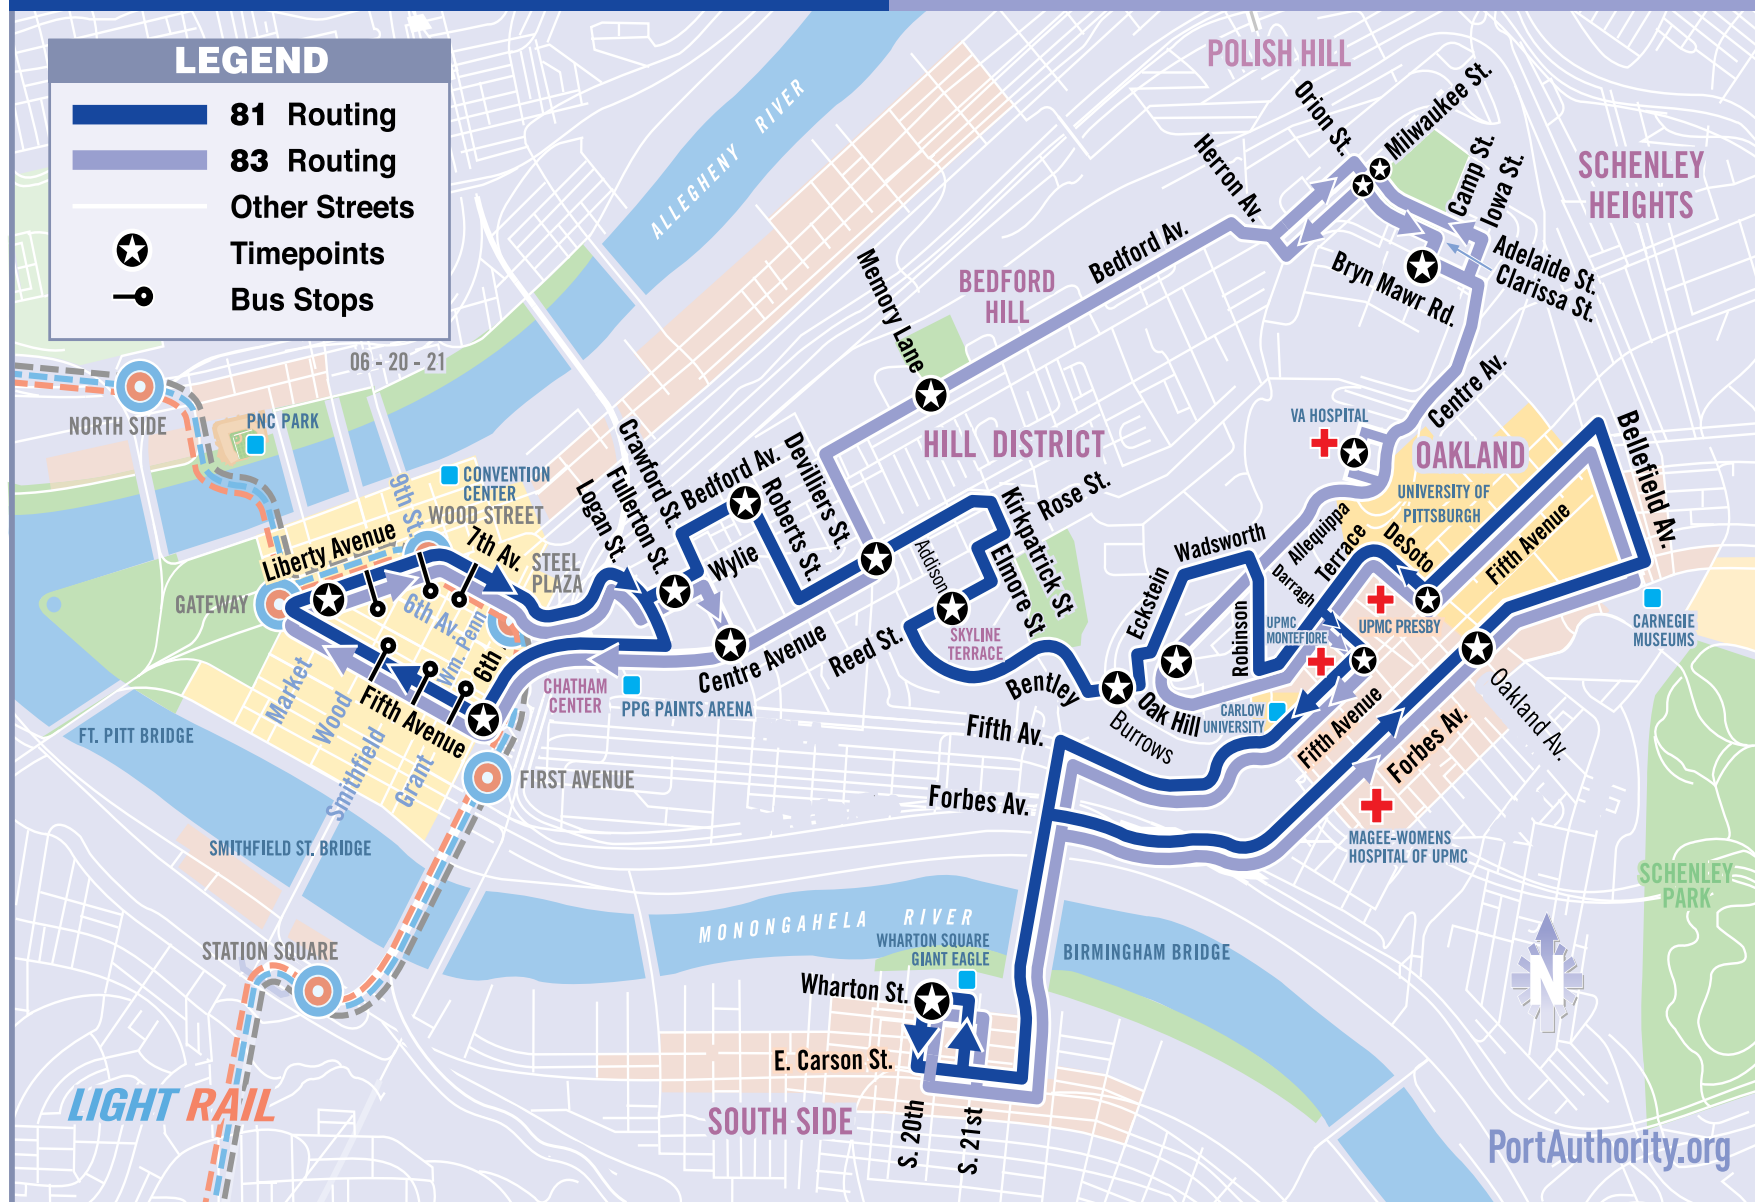 LEGEND
81 Routing
83 Routing
Other Streets
Timepoints
Bus Stops
06 - 20 - 21
ALLEGHENY RIVER
POLISH HILL
Orion St.
Milwaukee St.
Herron Av.
Camp St.
Iowa St.
SCHENLEY
HEIGHTS
Adelaide St.
Clarissa St.
Bryn Mawr Rd.
Bedford Av.
BEDFORD
HILL
Memory Lane
Centre Av.
VA HOSPITAL
OAKLAND
UNIVERSITY OF
PITTSBURGH
Bellefield Av.
Fifth Avenue
DeSoto
Terrace
Allequippa
Darragh
NORTH SIDE
PNC PARK
CONVENTION
CENTER
WOOD STREET
9th St.
Liberty Avenue
7th Av.
STEEL
PLAZA
GATEWAY
6th Av.
Wm. Penn
6th
Market
Wood
Smithfield
Grant
Fifth Avenue
Logan St.
Fullerton St.
Crawford St.
Bedford Av.
Wylie
Roberts St.
Devilliers St.
HILL DISTRICT
Kirkpatrick St
Rose St.
Addison
Elmore St
SKYLINE
TERRACE
Reed St.
Centre Avenue
CHATHAM
CENTER
PPG PAINTS ARENA
Bentley
Burrows
Oak Hill
Eckstein
Wadsworth
Robinson
UPMC
MONTEFIORE
UPMC PRESBY
CARLOW
UNIVERSITY
Fifth Avenue
Forbes Av.
Oakland Av.
CARNEGIE
MUSEUMS
MAGEE-WOMENS
HOSPITAL OF UPMC
SCHENLEY
PARK
Fifth Av.
Forbes Av.
FT. PITT BRIDGE
FIRST AVENUE
SMITHFIELD ST. BRIDGE
STATION SQUARE
MONONGAHELA RIVER
WHARTON SQUARE
GIANT EAGLE
BIRMINGHAM BRIDGE
Wharton St.
E. Carson St.
S. 20th
S. 21st
SOUTH SIDE
LIGHT RAIL
N
PortAuthority.org